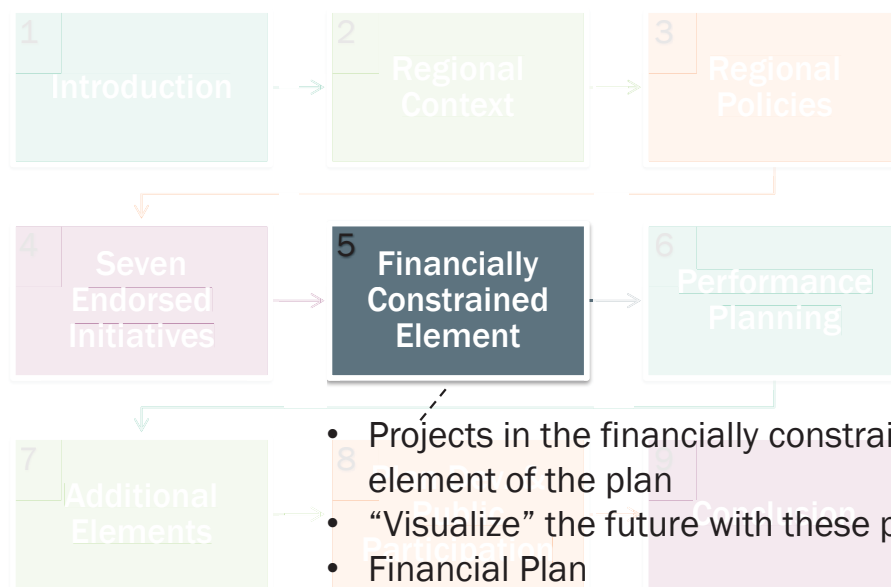 1
Introduction
2
Regional
Context
3
Regional
Policies
4
Seven
Endorsed
Initiatives
5
Financially
Constrained
Element
6
Performance
Planning
7
Additional
Elements
8
Public
Participation
9
Conclusion
• Projects in the financially constrai
element of the plan
• “Visualize” the future with these p
• Financial Plan